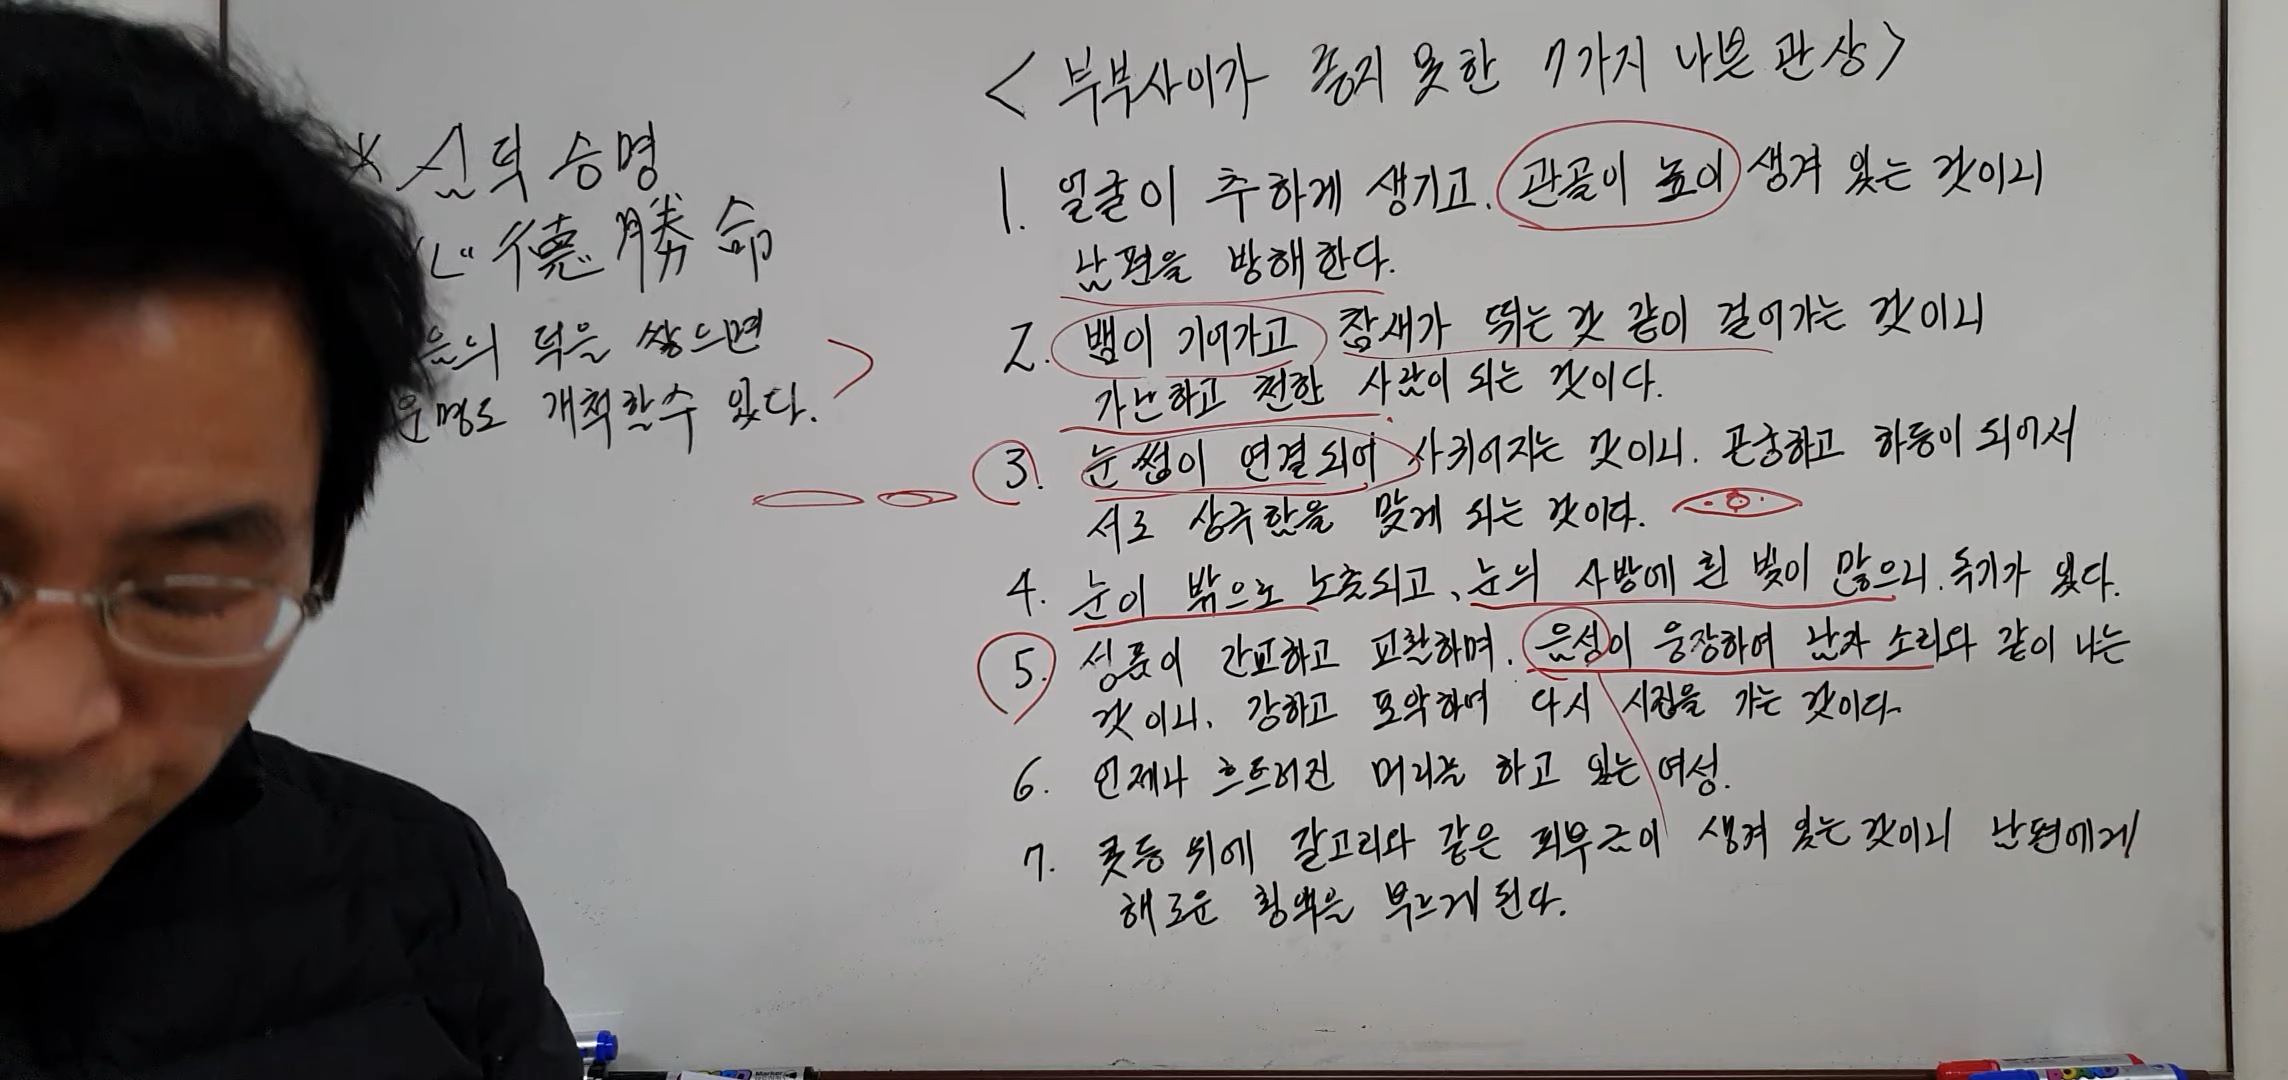 * 심덕승명
心德勝命
음의 덕을 쌓으면
운명도 개척할수 있다.
<부부사이가 좋지 못한 7가지 나쁜 관상>
1. 얼굴이 추하게 생기고. 관골이 높이 생겨 있는 것이니
남편을 방해한다.
2. 뱀이 기어가고 참새가 뛰는 것 같이 걸어가는 것이니
가난하고 천한 사람이 되는 것이다.
3. 눈썹이 연결되어 사귀어지는 것이니. 곤궁하고 하등이 되어서
서로 상극함을 맞게 되는 것이다.
4. 눈이 밖으로 노출되고, 눈의 사방에 흰 빛이 많으니. 독기가 있다.
5. 성품이 간교하고 교활하며. 음성이 웅장하여 남자 소리와 같이 나는
것이니. 강하고 포악하여 다시 시집을 가는 것이다.
6. 언제나 흐트러진 머리를 하고 있는 여성.
7. 콧등 위에 갈고리와 같은 피부근이 생겨 있는 것이니 남편에게
해로운 횡액을 부르게 된다.